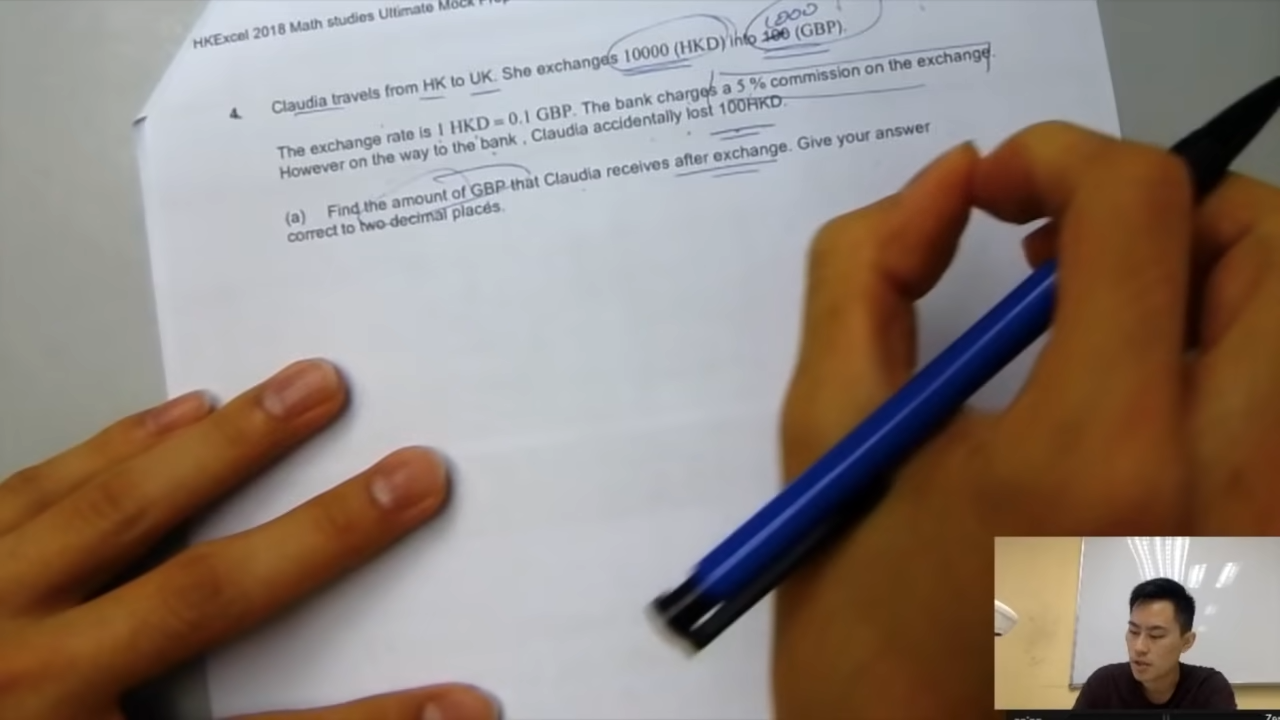 HKExcel 2018 Math studies Ultimate Mock
1000
4. Claudia travels from HK to UK. She exchanges 10000 (HKD) into 100 (GBP).
The exchange rate is 1 HKD = 0.1 GBP. The bank charges a 5 % commission on the exchange.
However on the way to the bank , Claudia accidentally lost 100HKD.
(a) Find the amount of GBP that Claudia receives after exchange. Give your answer
correct to two decimal places.